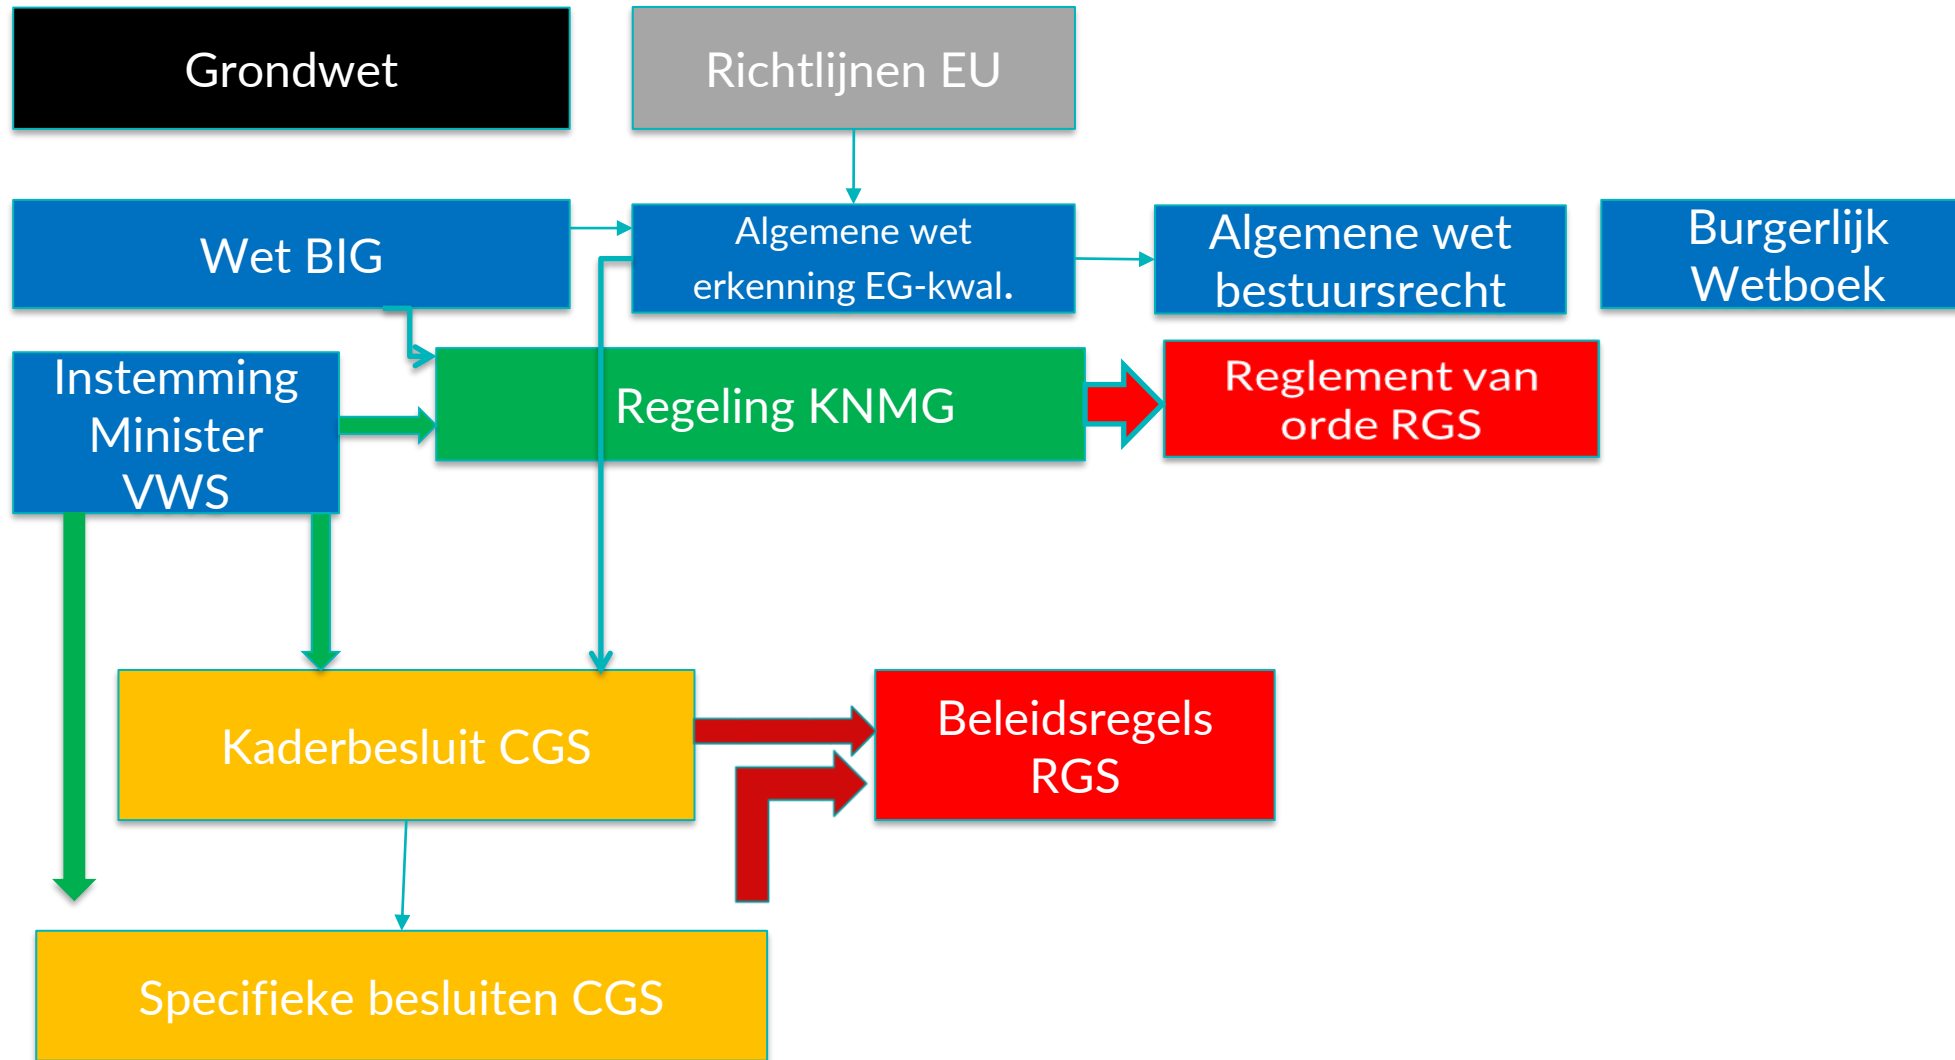 Grondwet
Richtlijnen EU
Wet BIG
Algemene wet
erkenning EG-kwal.
Algemene wet
bestuursrecht
Burgerlijk
Wetboek
Instemming
Minister
VWS
Regeling KNMG
Reglement van
orde RGS
Kaderbesluit CGS
Beleidsregels
RGS
Specifieke besluiten CGS